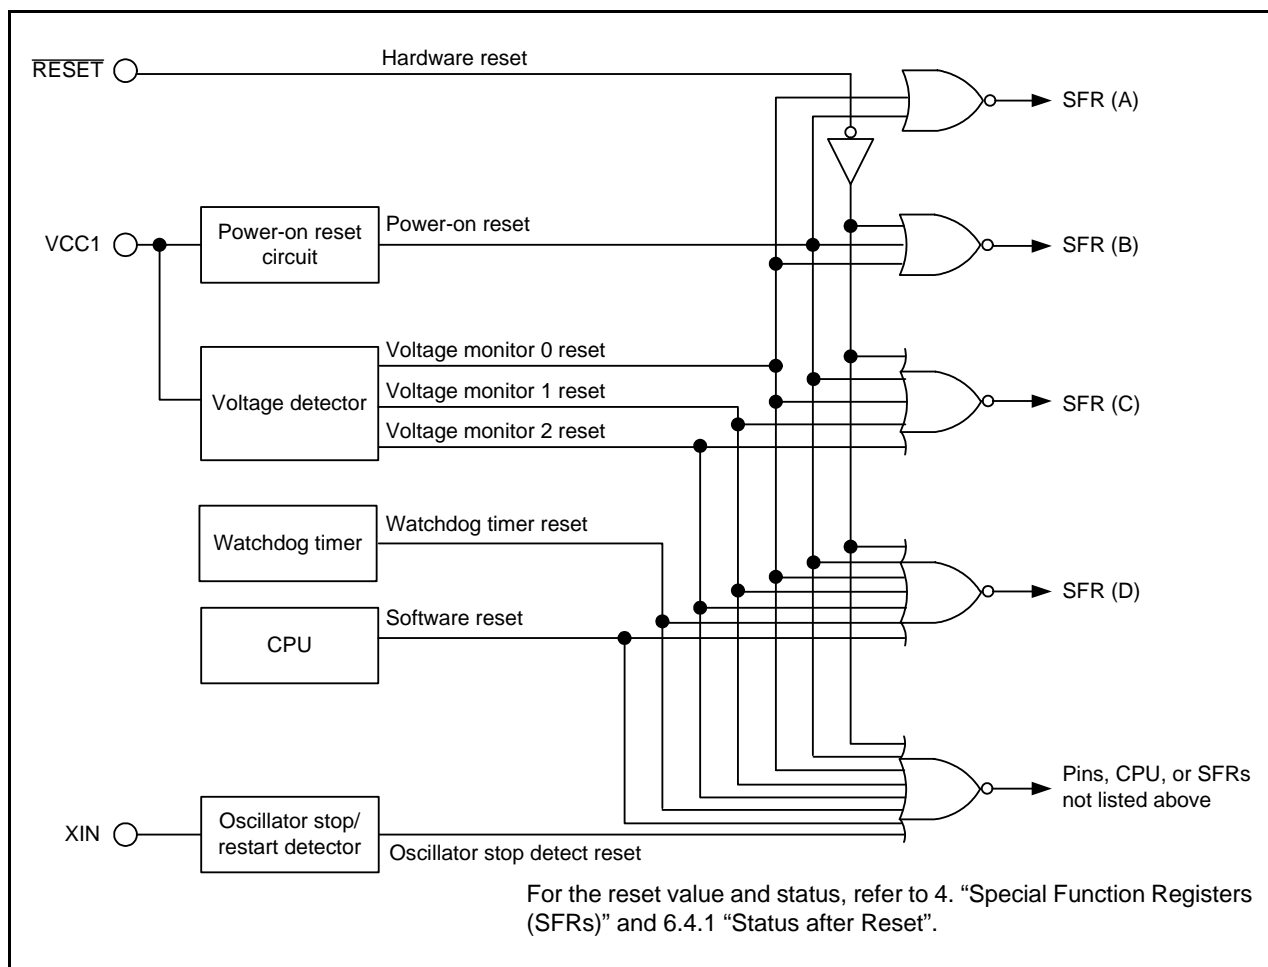 RESET
Hardware reset
SFR (A)
VCC1
Power-on reset
circuit
Power-on reset
SFR (B)
Voltage detector
Voltage monitor 0 reset
Voltage monitor 1 reset
Voltage monitor 2 reset
SFR (C)
Watchdog timer
Watchdog timer reset
SFR (D)
CPU
Software reset
Pins, CPU, or SFRs
not listed above
XIN
Oscillator stop/
restart detector
Oscillator stop detect reset
For the reset value and status, refer to 4. “Special Function Registers
(SFRs)” and 6.4.1 “Status after Reset”.